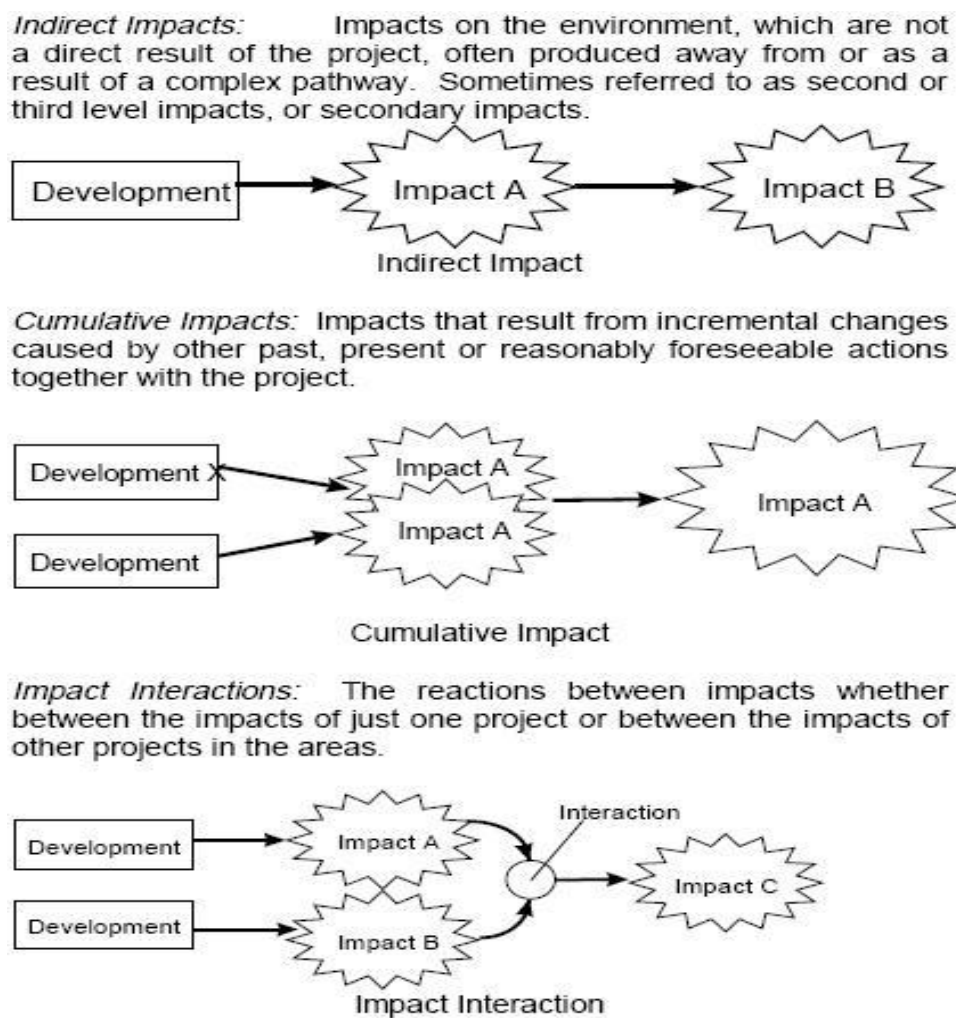 Indirect Impacts: Impacts on the environment, which are not
a direct result of the project, often produced away from or as a
result of a complex pathway. Sometimes referred to as second or
third level impacts, or secondary impacts.
Development
Impact A
Impact B
Indirect Impact
Cumulative Impacts: Impacts that result from incremental changes
caused by other past, present or reasonably foreseeable actions
together with the project.
Development X
Impact A
Impact A
Impact A
Development
Cumulative Impact
Impact Interactions: The reactions between impacts whether
between the impacts of just one project or between the impacts of
other projects in the areas.
Interaction
Development
Impact A
Impact C
Development
Impact B
Impact Interaction